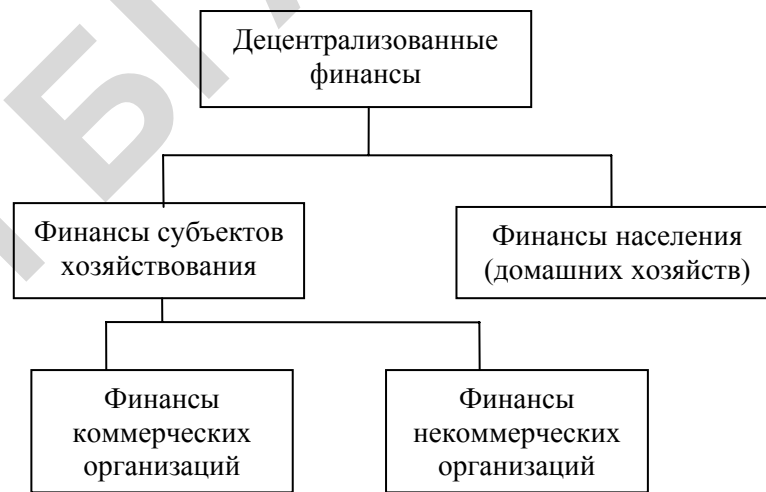 Децентрализованные
финансы
Финансы субъектов
хозяйствования
Финансы населения
(домашних хозяйств)
Финансы
коммерческих
организаций
Финансы
некоммерческих
организаций